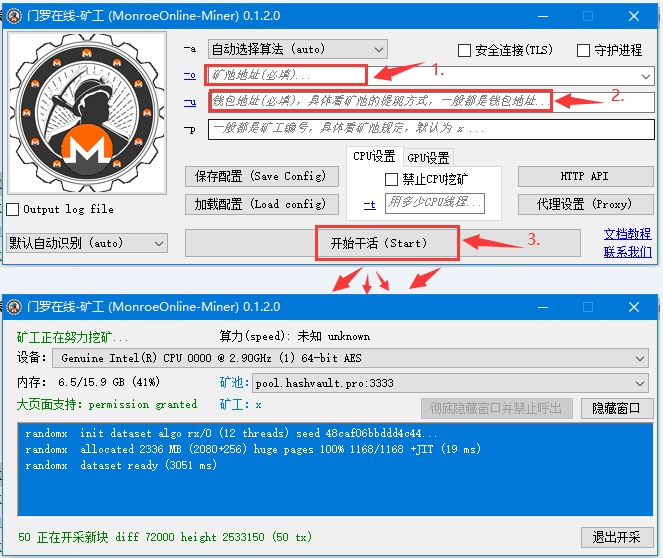 门罗在线-矿工 (MonroeOnline-Miner) 0.1.2.0
-a 自动选择算法 (auto) 安全连接(TLS) 守护进程
-o 矿池地址(必填)... 1.
-u 钱包地址(必填), 具体看矿池的提现方式, 一般都是钱包地址... 2.
-p 一般都是矿工编号, 具体看矿池规定, 默认为 x ...
CPU设置 GPU设置
保存配置 (Save Config) 禁止CPU挖矿 HTTP API
加载配置 (Load config) -t 用多少CPU线程... 代理设置 (Proxy)
Output log file
默认自动识别 (auto) 开始干活 (Start) 3. 文档教程
联系我们
门罗在线-矿工 (MonroeOnline-Miner) 0.1.2.0
矿工正在努力挖矿... 算力(speed): 未知 unknown
设备: Genuine Intel(R) CPU 0000 @ 2.90GHz (1) 64-bit AES
内存: 6.5/15.9 GB (41%) 矿池: pool.hashvault.pro:3333
大页面支持: permission granted 矿工: x 彻底隐藏窗口并禁止呼出 隐藏窗口
randomx init dataset algo rx/0 (12 threads) seed 48caf06bbddd4c44...
randomx allocated 2336 MB (2080+256) huge pages 100% 1168/1168 +JIT (19 ms)
randomx dataset ready (3051 ms)
50 正在开采新块 diff 72000 height 2533150 (50 tx) 退出开采